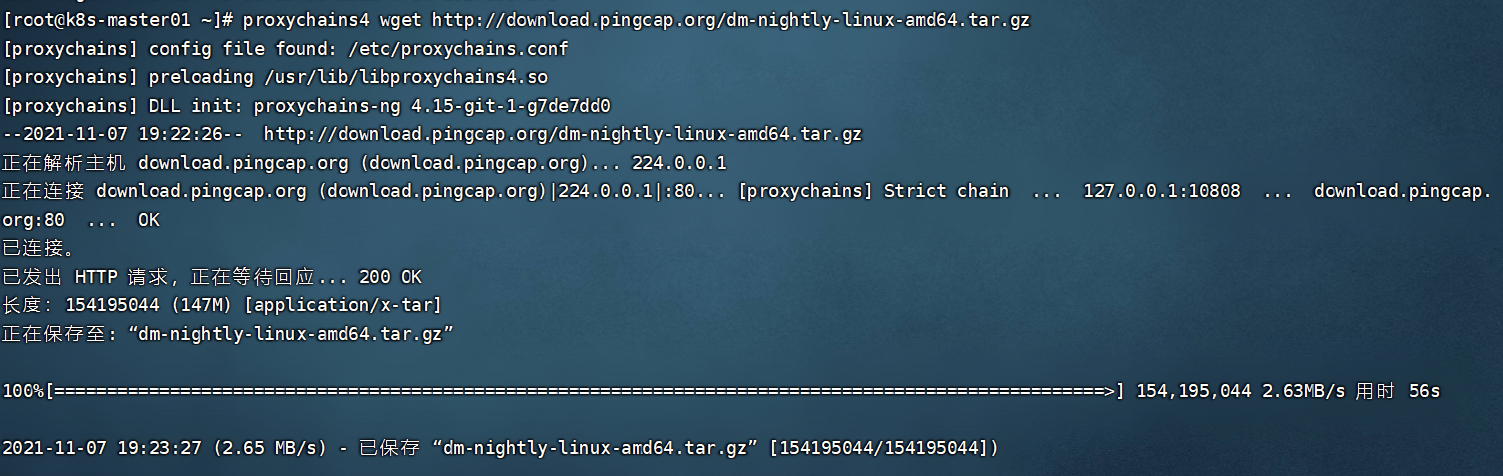 [root@k8s-master01 ~]# proxychains4 wget http://download.pingcap.org/dm-nightly-linux-amd64.tar.gz
[proxychains] config file found: /etc/proxychains.conf
[proxychains] preloading /usr/lib/libproxychains4.so
[proxychains] DLL init: proxychains-ng 4.15-git-1-g7de7dd0
--2021-11-07 19:22:26--  http://download.pingcap.org/dm-nightly-linux-amd64.tar.gz
正在解析主机 download.pingcap.org (download.pingcap.org)... 224.0.0.1
正在连接 download.pingcap.org (download.pingcap.org)|224.0.0.1|:80... [proxychains] Strict chain  ...  127.0.0.1:10808  ...  download.pingcap.
org:80  ...  OK
已连接。
已发出 HTTP 请求，正在等待回应... 200 OK
长度：154195044 (147M) [application/x-tar]
正在保存至: “dm-nightly-linux-amd64.tar.gz”
100%[====================================================================================================>] 154,195,044 2.63MB/s 用时 56s
2021-11-07 19:23:27 (2.65 MB/s) - 已保存 “dm-nightly-linux-amd64.tar.gz” [154195044/154195044])